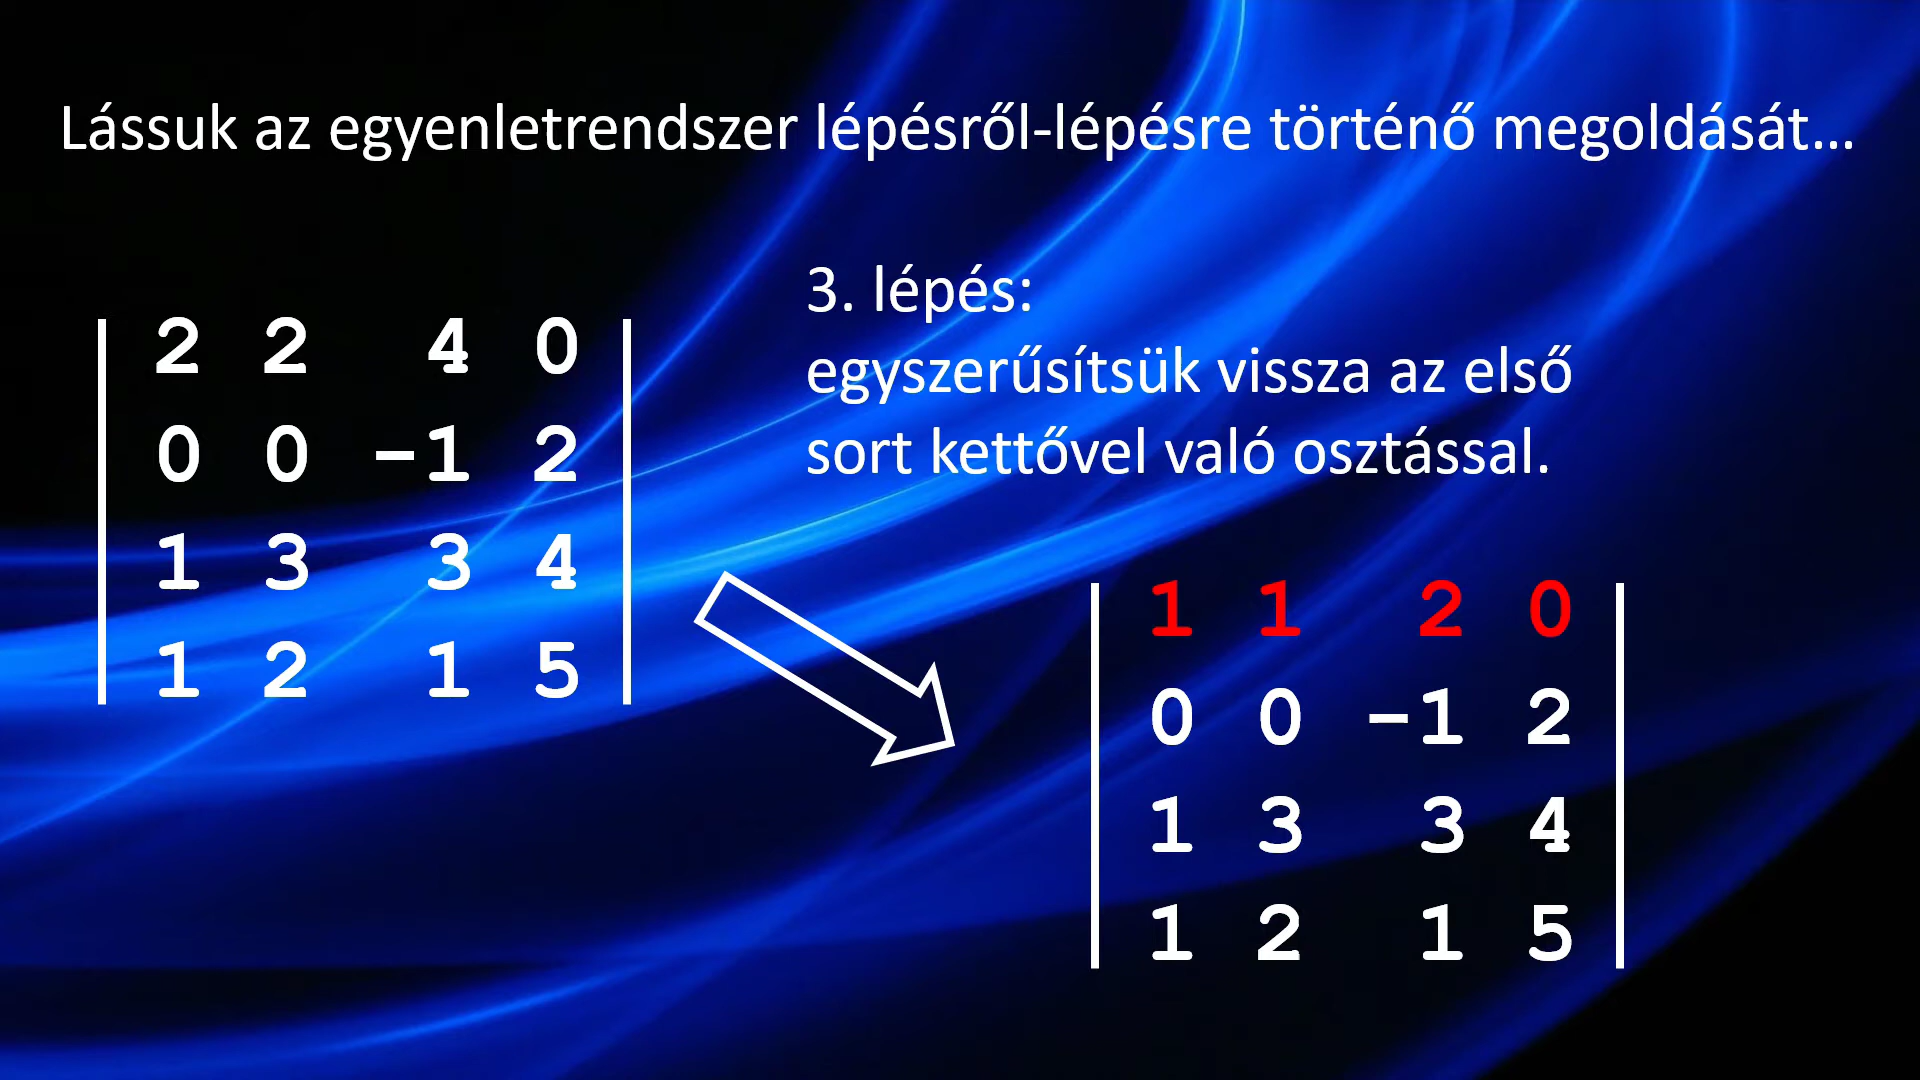 Lássuk az egyenletrendszer lépésről-lépésre történő megoldását...
3. lépés:
egyszerűsítsük vissza az első
sort kettővel való osztással.
2 2 4 0
0 0 -1 2
1 3 3 4
1 2 1 5
1 1 2 0
0 0 -1 2
1 3 3 4
1 2 1 5